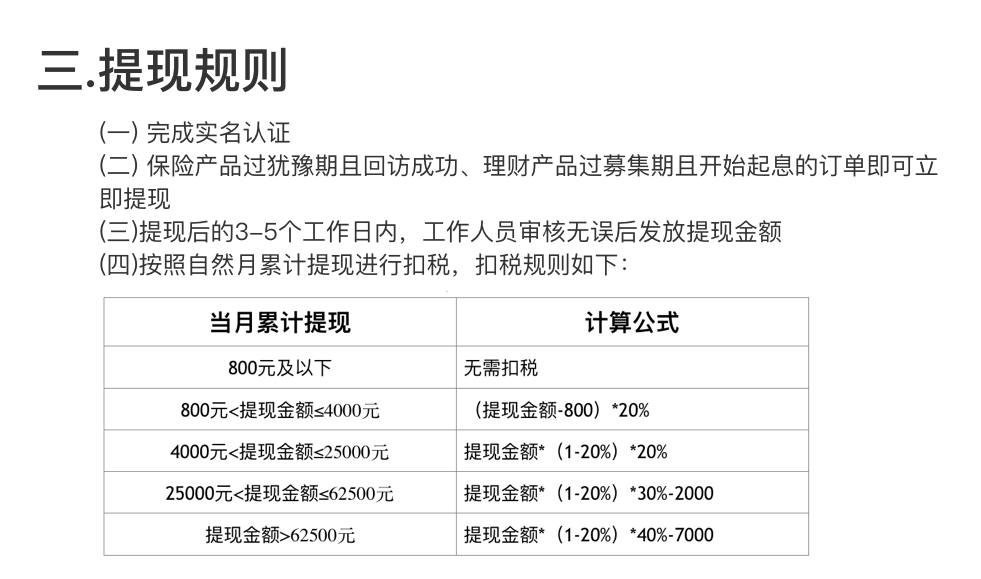 三.提现规则
(一) 完成实名认证
(二) 保险产品过犹豫期且回访成功、理财产品过募集期且开始起息的订单即可立
即提现
(三)提现后的3-5个工作日内，工作人员审核无误后发放提现金额
(四)按照自然月累计提现进行扣税，扣税规则如下：
当月累计提现 计算公式
800元及以下 无需扣税
800元<提现金额≤4000元 （提现金额-800）*20%
4000元<提现金额≤25000元 提现金额*（1-20%）*20%
25000元<提现金额≤62500元 提现金额*（1-20%）*30%-2000
提现金额>62500元 提现金额*（1-20%）*40%-7000